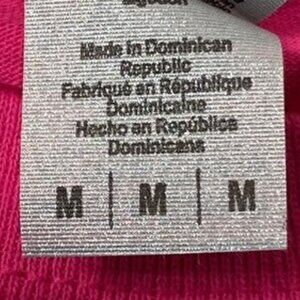 Made in Dominican
Republic
Fabriqué en République
Dominicaine
Hecho en República
Dominicana
M | M | M